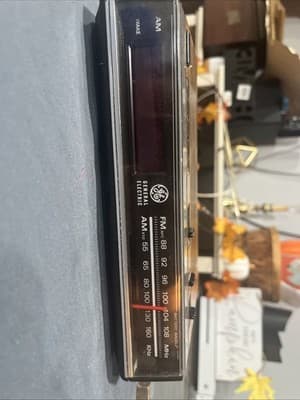 AM
WAKE
GENERAL
ELECTRIC
FM 88 92 96 100 104 108 MHz
AM 55 65 80 100 130 160 KHz